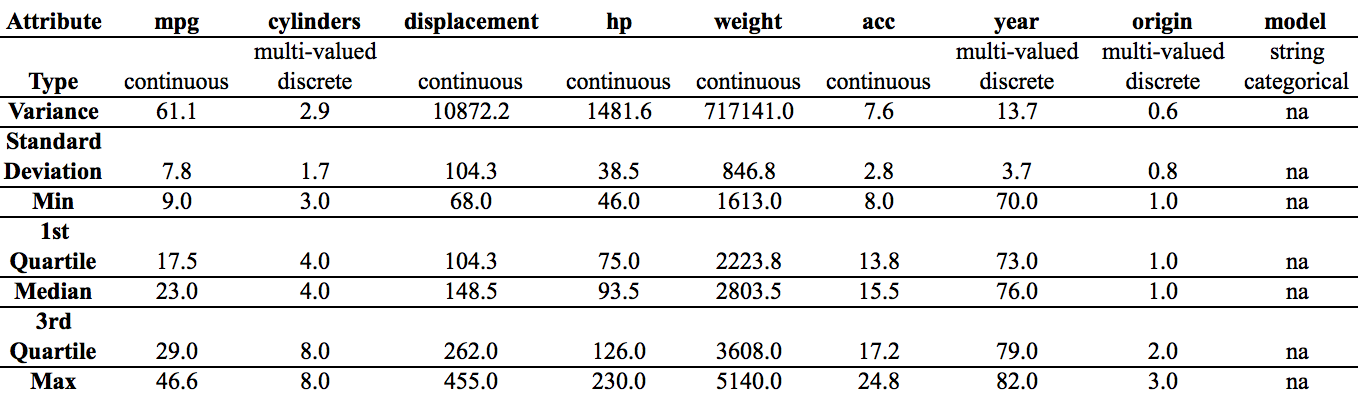 Attribute mpg cylinders displacement hp weight acc year origin model
multi-valued multi-valued multi-valued string
Type continuous discrete continuous continuous continuous continuous discrete discrete categorical
Variance 61.1 2.9 10872.2 1481.6 717141.0 7.6 13.7 0.6 na
Standard
Deviation 7.8 1.7 104.3 38.5 846.8 2.8 3.7 0.8 na
Min 9.0 3.0 68.0 46.0 1613.0 8.0 70.0 1.0 na
1st
Quartile 17.5 4.0 104.3 75.0 2223.8 13.8 73.0 1.0 na
Median 23.0 4.0 148.5 93.5 2803.5 15.5 76.0 1.0 na
3rd
Quartile 29.0 8.0 262.0 126.0 3608.0 17.2 79.0 2.0 na
Max 46.6 8.0 455.0 230.0 5140.0 24.8 82.0 3.0 na